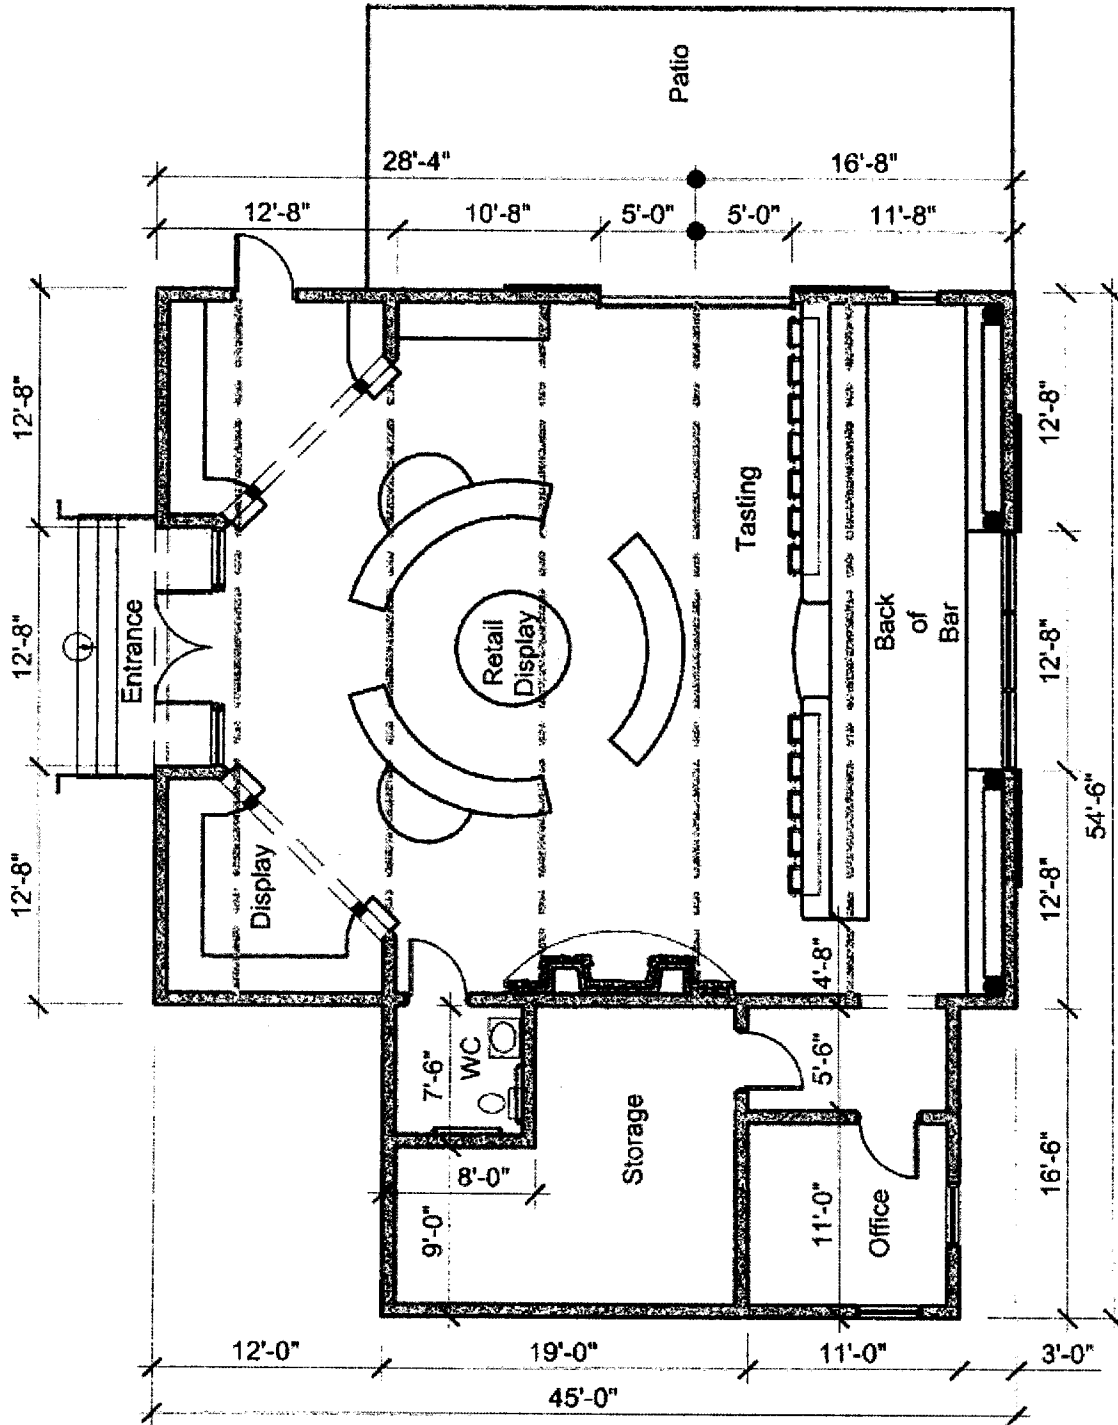 Patio
28'-4"
16'-8"
12'-8"
10'-8"
5'-0"
5'-0"
11'-8"
12'-8"
12'-8"
12'-8"
Entrance
Display
Retail
Display
Tasting
Back
of
Bar
12'-8"
12'-8"
12'-8"
54'-6"
4'-8"
7'-6"
WC
5'-6"
Storage
8'-0"
9'-0"
11'-0"
Office
16'-6"
12'-0"
19'-0"
11'-0"
3'-0"
45'-0"